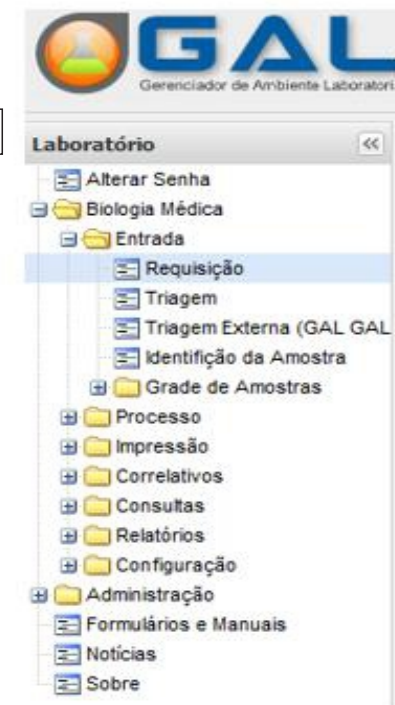 GAL
Gerenciador de Ambiente Laboratori
Laboratório
Alterar Senha
Biologia Médica
Entrada
Requisição
Triagem
Triagem Externa (GAL GAL
Identifição da Amostra
Grade de Amostras
Processo
Impressão
Correlativos
Consultas
Relatórios
Configuração
Administração
Formulários e Manuais
Notícias
Sobre